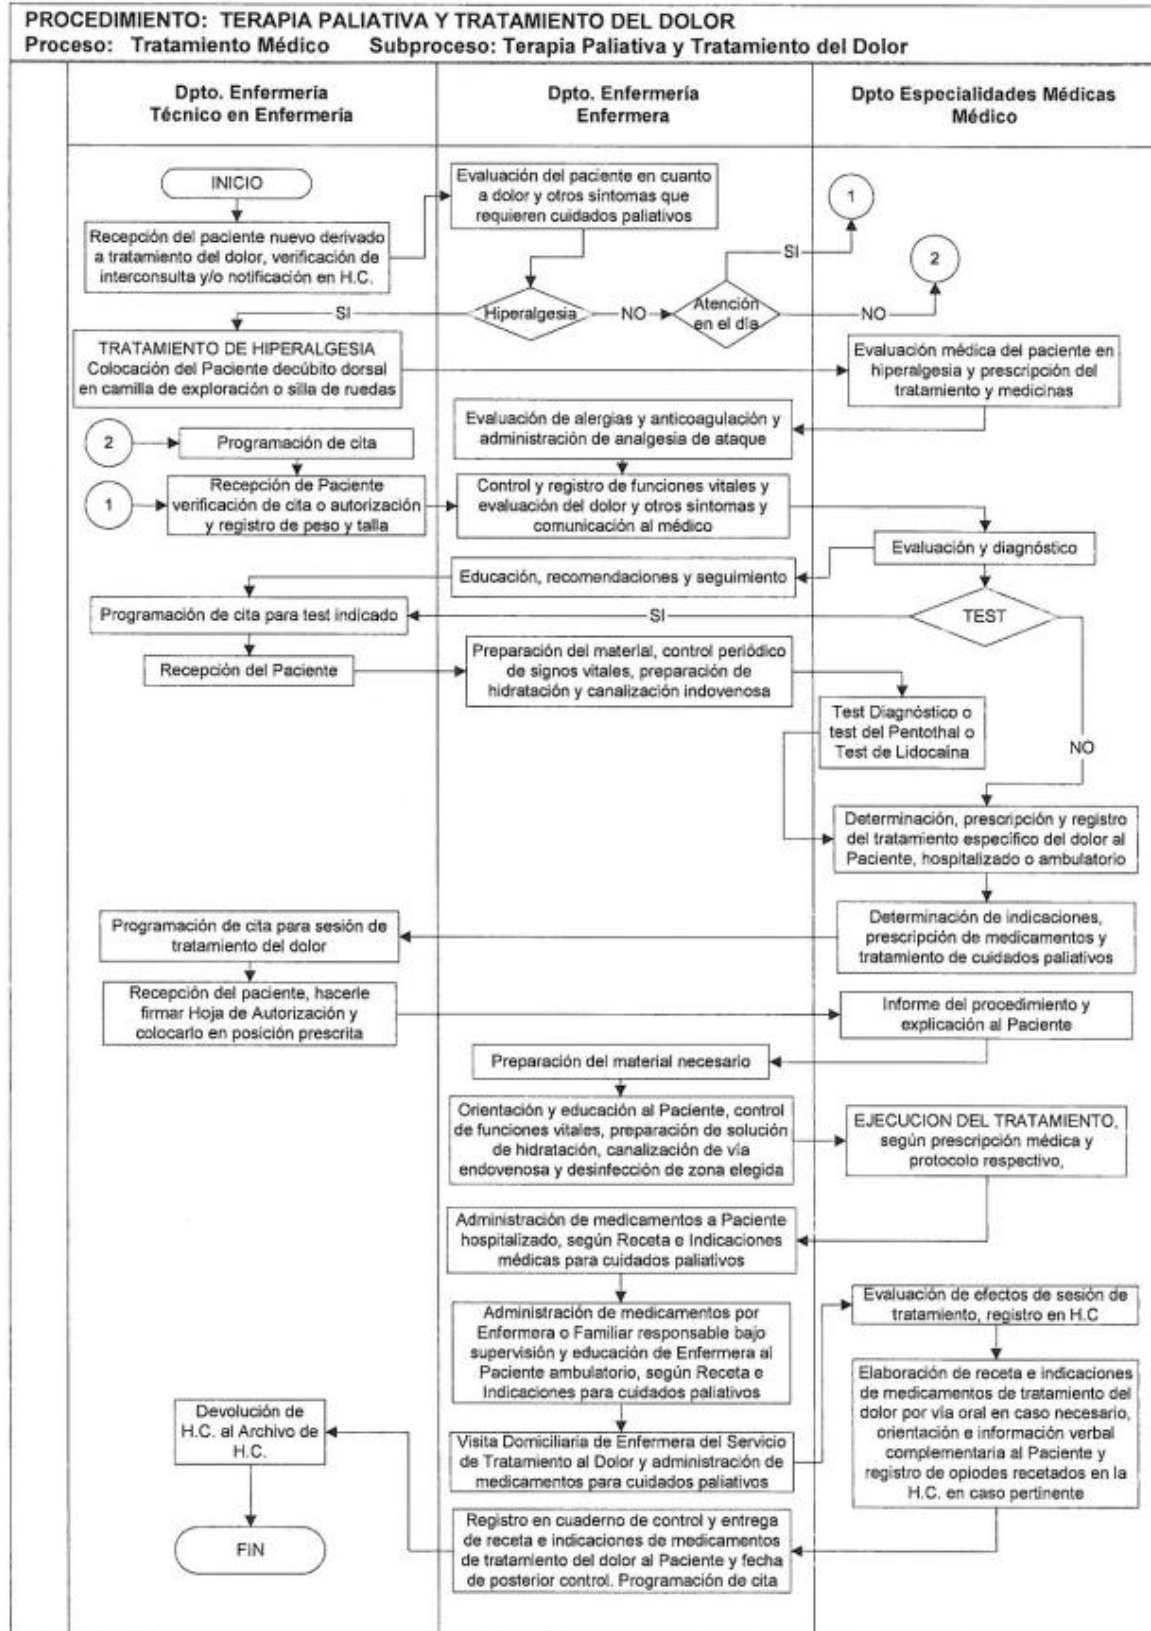 PROCEDIMIENTO: TERAPIA PALIATIVA Y TRATAMIENTO DEL DOLOR
Proceso: Tratamiento Médico Subproceso: Terapia Paliativa y Tratamiento del Dolor
Dpto. Enfermería
Técnico en Enfermería
Dpto. Enfermería
Enfermera
Dpto Especialidades Médicas
Médico
INICIO
Evaluación del paciente en cuanto
a dolor y otros síntomas que
requieren cuidados paliativos
1
Recepción del paciente nuevo derivado
a tratamiento del dolor, verificación de
interconsulta y/o notificación en H.C.
SI
2
Hiperalgesia
NO
Atención
en el día
NO
SI
TRATAMIENTO DE HIPERALGESIA
Colocación del Paciente decúbito dorsal
en camilla de exploración o silla de ruedas
Evaluación médica del paciente en
hiperalgesia y prescripción del
tratamiento y medicinas
Evaluación de alergias y anticoagulación y
administración de analgesia de ataque
2
Programación de cita
1
Recepción de Paciente
verificación de cita o autorización
y registro de peso y talla
Control y registro de funciones vitales y
evaluación del dolor y otros síntomas y
comunicación al médico
Evaluación y diagnóstico
Educación, recomendaciones y seguimiento
Programación de cita para test indicado
SI
TEST
Recepción del Paciente
Preparación del material, control periódico
de signos vitales, preparación de
hidratación y canalización indovenosa
Test Diagnóstico o
test del Pentothal o
Test de Lidocaína
NO
Determinación, prescripción y registro
del tratamiento específico del dolor al
Paciente, hospitalizado o ambulatorio
Programación de cita para sesión de
tratamiento del dolor
Determinación de indicaciones,
prescripción de medicamentos y
tratamiento de cuidados paliativos
Recepción del paciente, hacerle
firmar Hoja de Autorización y
colocarlo en posición prescrita
Informe del procedimiento y
explicación al Paciente
Preparación del material necesario
Orientación y educación al Paciente, control
de funciones vitales, preparación de solución
de hidratación, canalización de vía
endovenosa y desinfección de zona elegida
EJECUCION DEL TRATAMIENTO,
según prescripción médica y
protocolo respectivo,
Administración de medicamentos a Paciente
hospitalizado, según Receta e Indicaciones
médicas para cuidados paliativos
Evaluación de efectos de sesión de
tratamiento, registro en H.C
Administración de medicamentos por
Enfermera o Familiar responsable bajo
supervisión y educación de Enfermera al
Paciente ambulatorio, según Receta e
Indicaciones para cuidados paliativos
Elaboración de receta e indicaciones
de medicamentos de tratamiento del
dolor por vía oral en caso necesario,
orientación e información verbal
complementaria al Paciente y
registro de opiodes recetados en la
H.C. en caso pertinente
Devolución de
H.C. al Archivo de
H.C.
Visita Domiciliaria de Enfermera del Servicio
de Tratamiento al Dolor y administración de
medicamentos para cuidados paliativos
Registro en cuaderno de control y entrega
de receta e indicaciones de medicamentos
de tratamiento del dolor al Paciente y fecha
de posterior control. Programación de cita
FIN